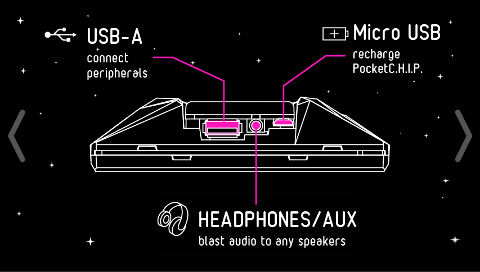 USB-A
connect
peripherals
Micro USB
recharge
PocketC.H.I.P.
HEADPHONES/AUX
blast audio to any speakers